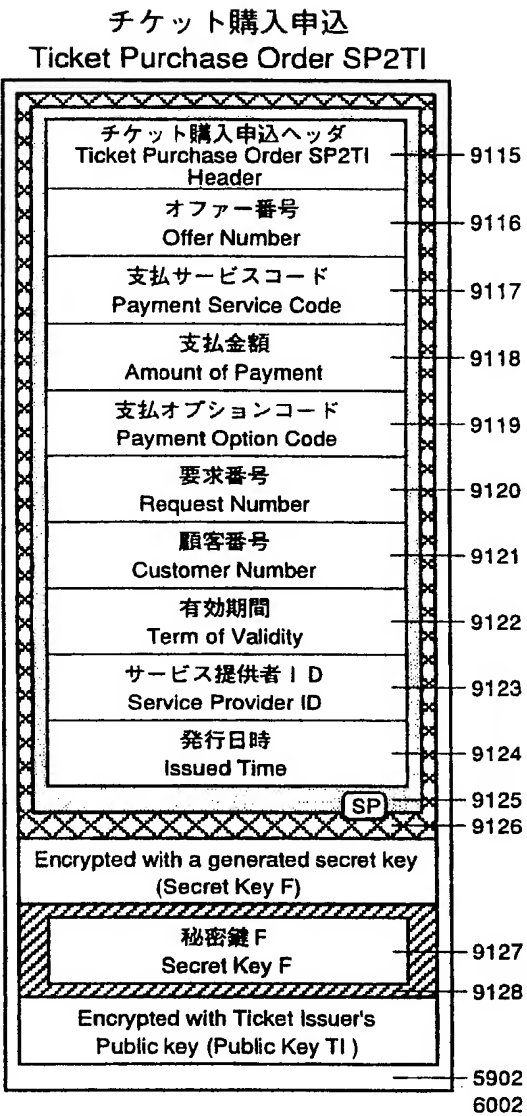 チケット購入申込
Ticket Purchase Order SP2TI
チケット購入申込ヘッダ
Ticket Purchase Order SP2TI
Header
9115
オファー番号
Offer Number
9116
支払サービスコード
Payment Service Code
9117
支払金額
Amount of Payment
9118
支払オプションコード
Payment Option Code
9119
要求番号
Request Number
9120
顧客番号
Customer Number
9121
有効期間
Term of Validity
9122
サービス提供者ID
Service Provider ID
9123
発行日時
Issued Time
9124
SP
9125
9126
Encrypted with a generated secret key
(Secret Key F)
秘密鍵F
Secret Key F
9127
9128
Encrypted with Ticket Issuer's
Public key (Public Key TI )
5902
6002